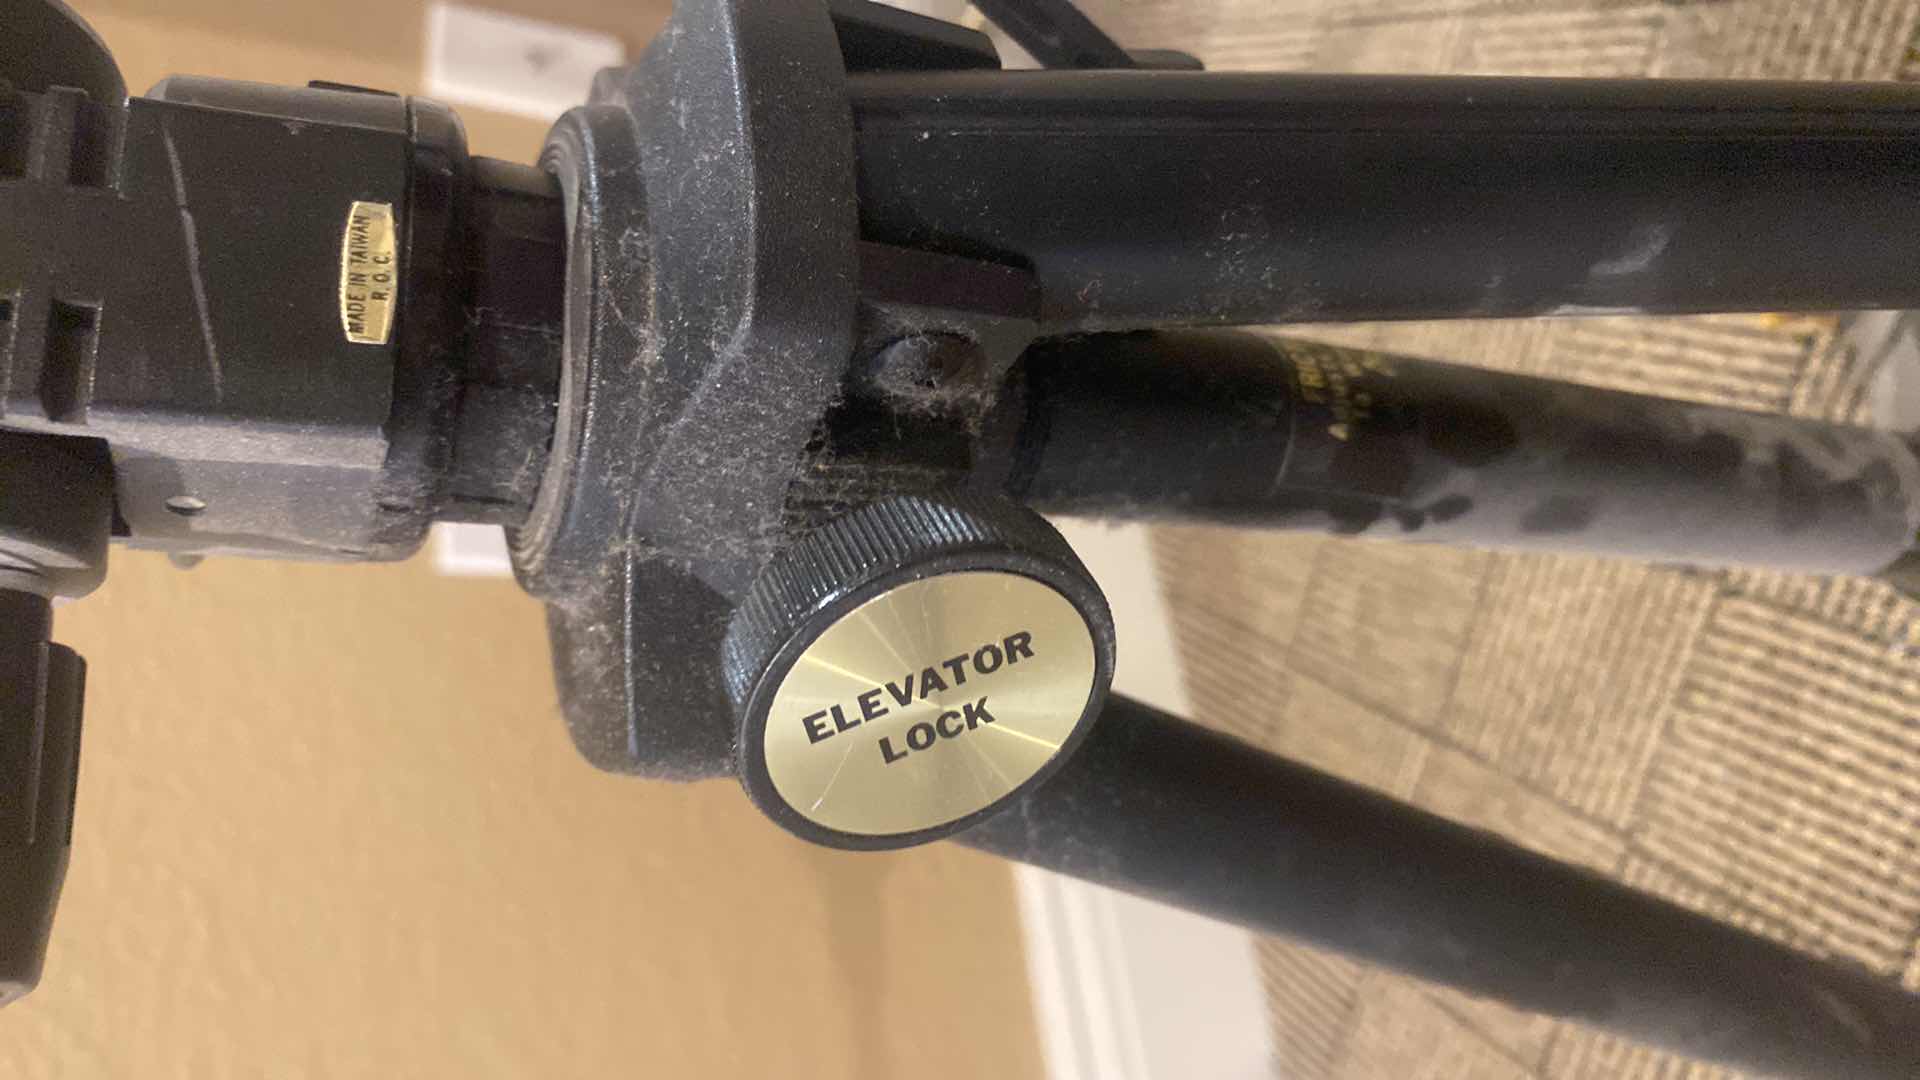 MADE IN TAIWAN
R. O. C.
ELEVATOR
LOCK